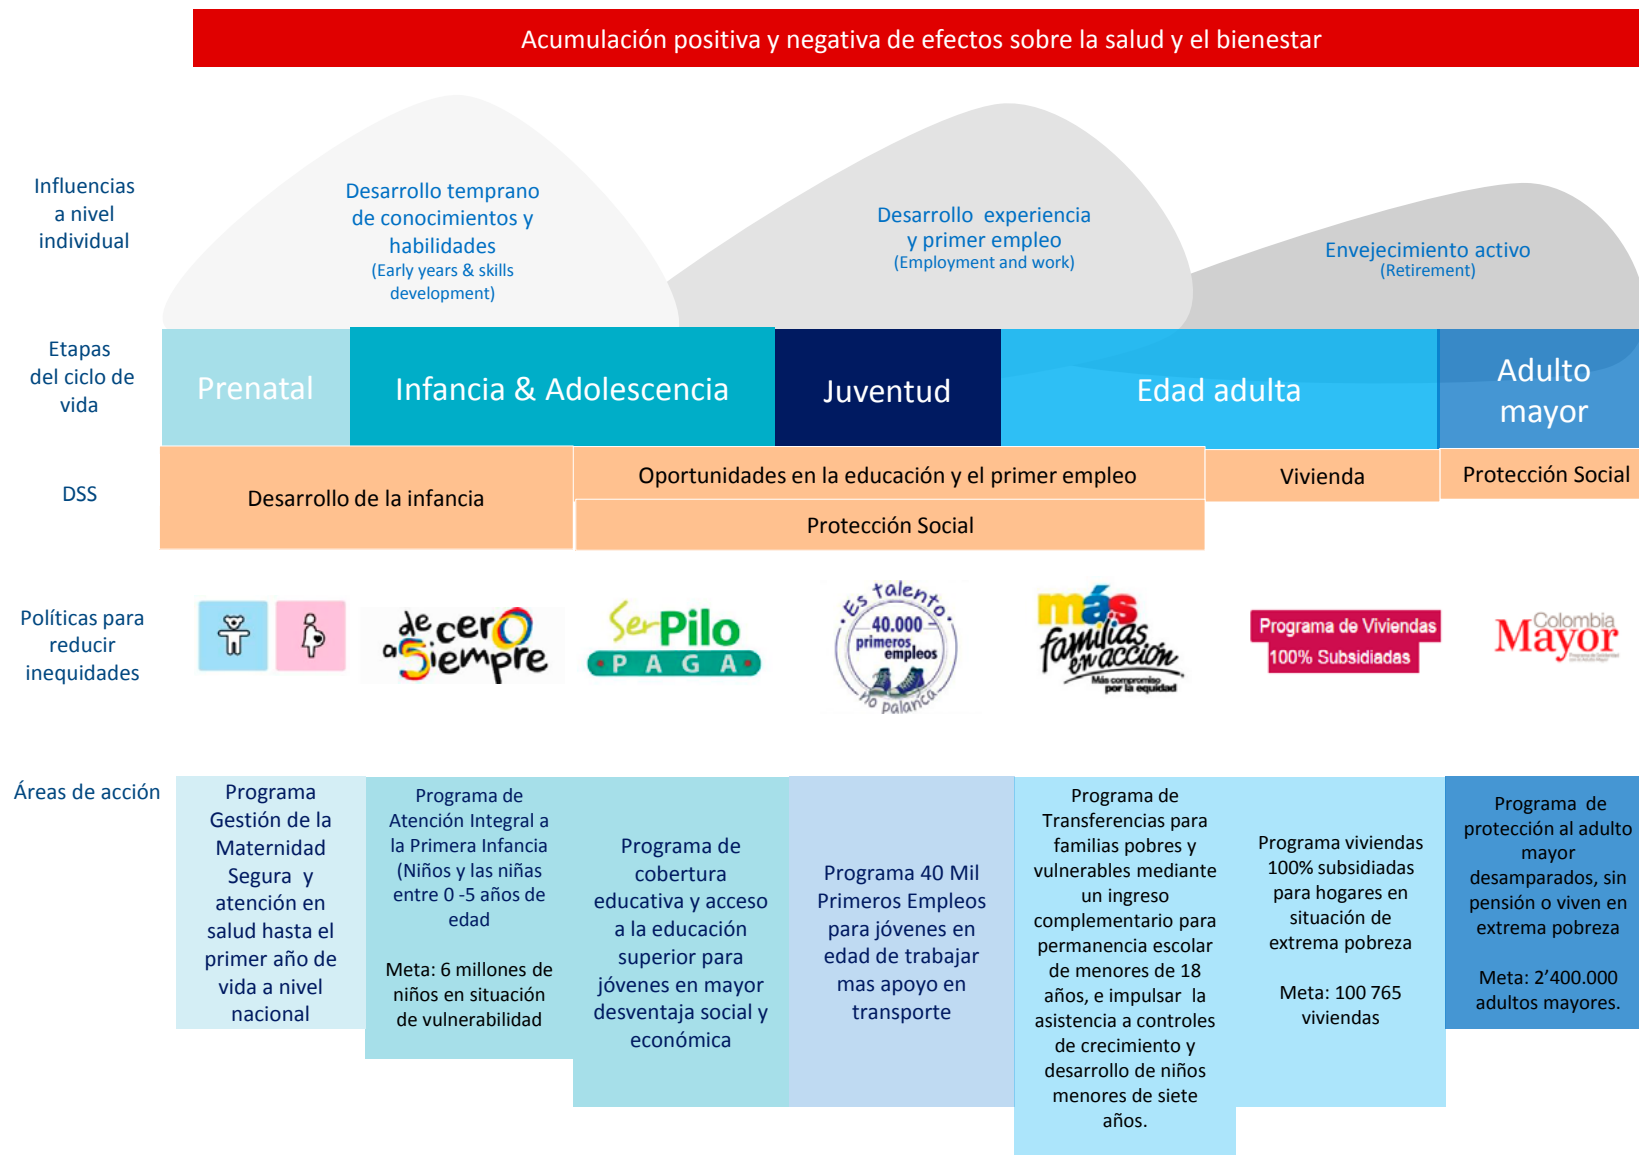 Acumulación positiva y negativa de efectos sobre la salud y el bienestar
Influencias
a nivel
individual
Desarrollo temprano
de conocimientos y
habilidades
(Early years & skills
development)
Desarrollo experiencia
y primer empleo
(Employment and work)
Envejecimiento activo
(Retirement)
Etapas
del ciclo de
vida
Prenatal
Infancia & Adolescencia
Juventud
Edad adulta
Adulto
mayor
DSS
Desarrollo de la infancia
Oportunidades en la educación y el primer empleo
Protección Social
Vivienda
Protección Social
Políticas para
reducir
inequidades
de cero
a Siempre
Ser Pilo
PAGA
Es talento
40.000
primeros
empleos
No palanca
más
familias
en acción
Más compromiso
por la equidad
Programa de Viviendas
100% Subsidiadas
Colombia
Mayor
Áreas de acción
Programa
Gestión de la
Maternidad
Segura y
atención en
salud hasta el
primer año de
vida a nivel
nacional
Programa de
Atención Integral a
la Primera Infancia
(Niños y las niñas
entre 0 -5 años de
edad
Meta: 6 millones de
niños en situación
de vulnerabilidad
Programa de
cobertura
educativa y acceso
a la educación
superior para
jóvenes en mayor
desventaja social y
económica
Programa 40 Mil
Primeros Empleos
para jóvenes en
edad de trabajar
mas apoyo en
transporte
Programa de
Transferencias para
familias pobres y
vulnerables mediante
un ingreso
complementario para
permanencia escolar
de menores de 18
años, e impulsar la
asistencia a controles
de crecimiento y
desarrollo de niños
menores de siete
años.
Programa viviendas
100% subsidiadas
para hogares en
situación de
extrema pobreza
Meta: 100 765
viviendas
Programa de
protección al adulto
mayor
desamparados, sin
pensión o viven en
extrema pobreza
Meta: 2’400.000
adultos mayores.